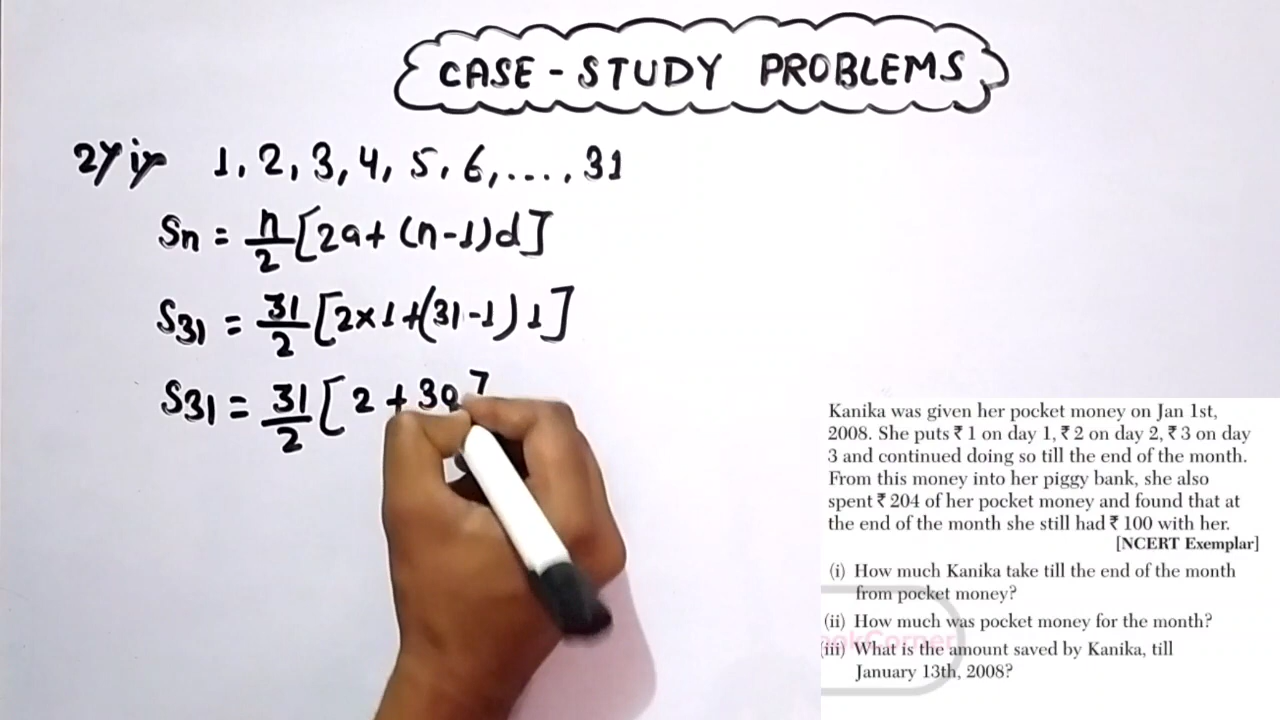 CASE - STUDY PROBLEMS
2) i) 1, 2, 3, 4, 5, 6, .... , 31
Sn = n/2 [2a + (n-1)d]
S31 = 31/2 [2×1+(31-1)1]
S31 = 31/2 [2 + 30]
Kanika was given her pocket money on Jan 1st,
2008. She puts ₹ 1 on day 1, ₹ 2 on day 2, ₹ 3 on day
3 and continued doing so till the end of the month.
From this money into her piggy bank, she also
spent ₹ 204 of her pocket money and found that at
the end of the month she still had ₹ 100 with her.
[NCERT Exemplar]
(i) How much Kanika take till the end of the month
from pocket money?
(ii) How much was pocket money for the month?
(iii) What is the amount saved by Kanika, till
January 13th, 2008?